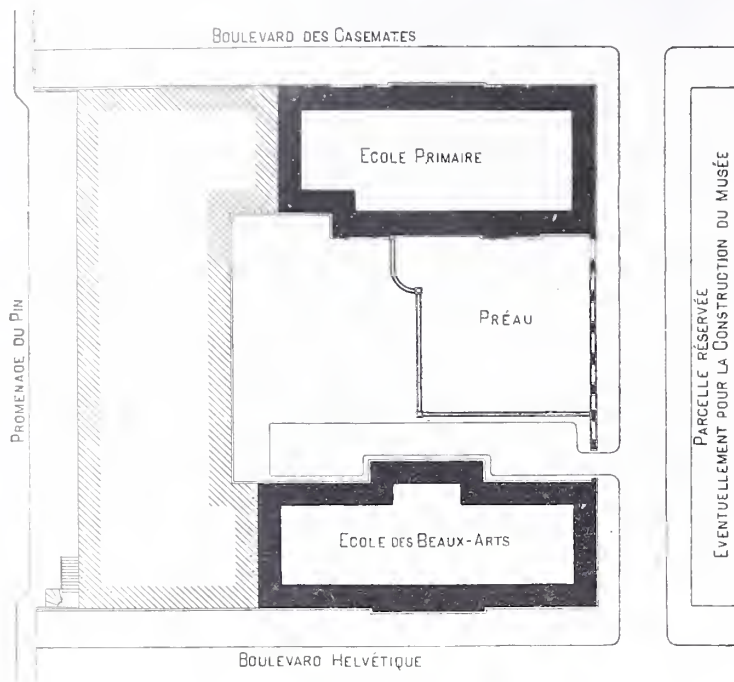 BOULEVARD DES CASEMATES
ECOLE PRIMAIRE
PRÉAU
PROMENADE DU PIN
PARCELLE RÉSERVÉE
EVENTUELLEMENT POUR LA CONSTRUCTION DU MUSÉE
ECOLE DES BEAUX-ARTS
BOULEVARD HELVÉTIQUE